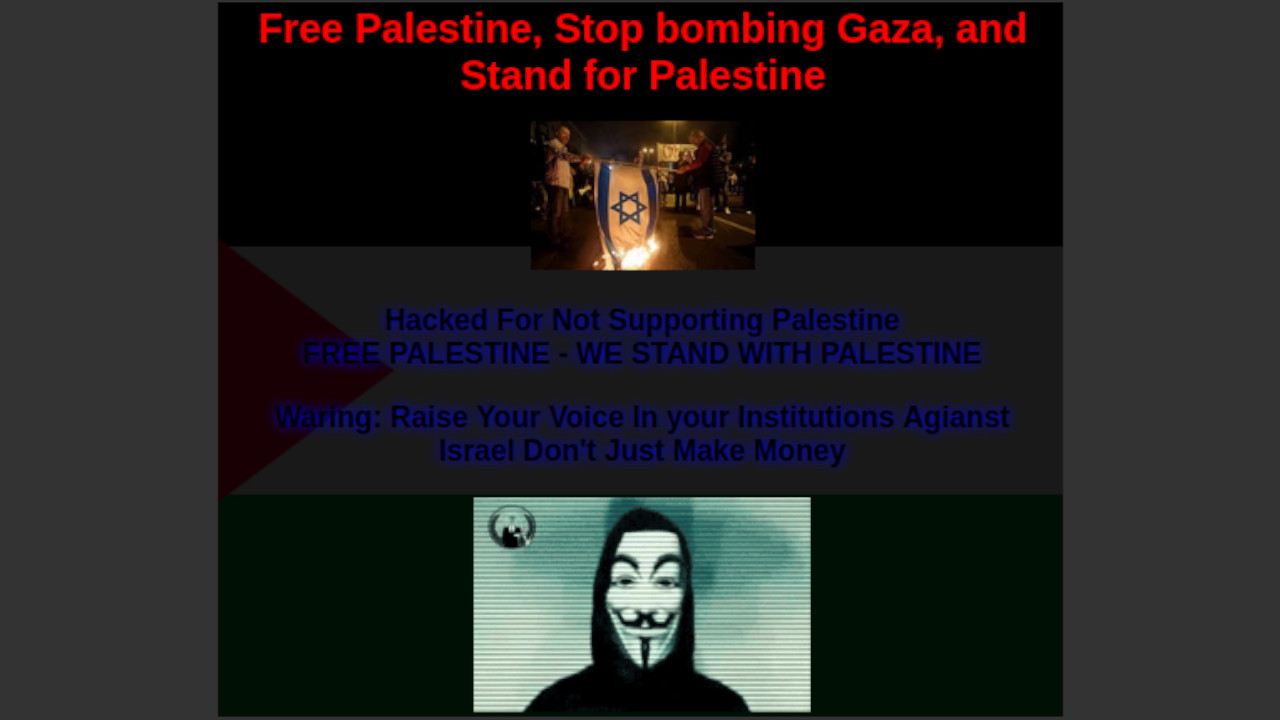 Free Palestine, Stop bombing Gaza, and
Stand for Palestine
Hacked For Not Supporting Palestine
FREE PALESTINE - WE STAND WITH PALESTINE
Waring: Raise Your Voice In your Institutions Agianst
Israel Don't Just Make Money